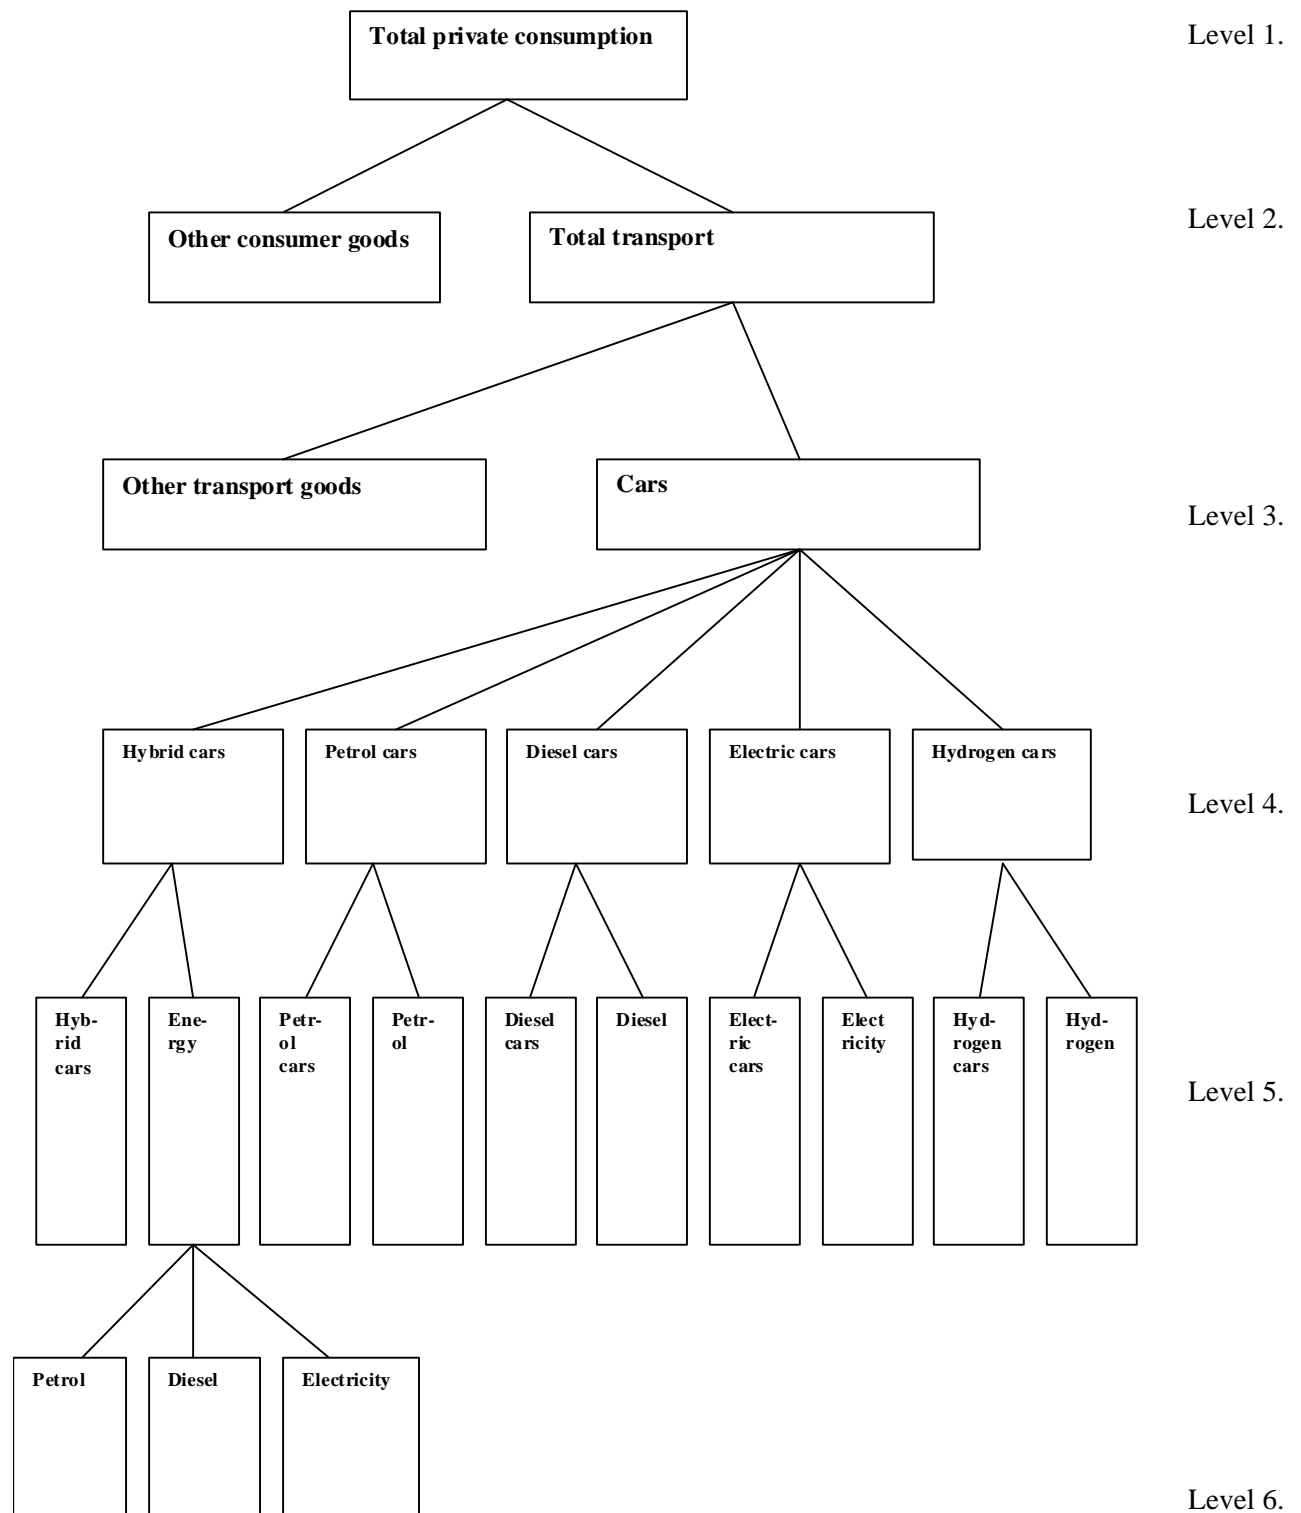 Total private consumption
Level 1.
Level 2.
Other consumer goods
Total transport
Other transport goods
Cars
Level 3.
Hybrid cars
Petrol cars
Diesel cars
Electric cars
Hydrogen cars
Level 4.
Hyb-
rid
cars
Ene-
rgy
Petr-
ol
cars
Petr-
ol
Diesel
cars
Diesel
Elect-
ric
cars
Elect
ricity
Hyd-
rogen
cars
Hyd-
rogen
Level 5.
Petrol
Diesel
Electricity
Level 6.